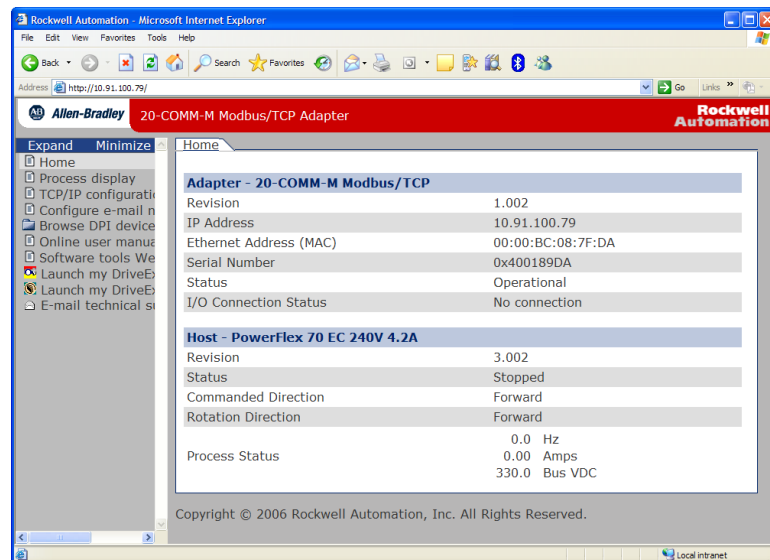 Rockwell Automation - Microsoft Internet Explorer
File Edit View Favorites Tools Help
Back Search Favorites
Address http://10.91.100.79/ Go Links »
AB Allen-Bradley 20-COMM-M Modbus/TCP Adapter Rockwell Automation
Expand Minimize
Home
Process display
TCP/IP configuratio
Configure e-mail n
Browse DPI device
Online user manua
Software tools We
Launch my DriveEx
Launch my DriveEx
E-mail technical su
Home
Adapter - 20-COMM-M Modbus/TCP
Revision 1.002
IP Address 10.91.100.79
Ethernet Address (MAC) 00:00:BC:08:7F:DA
Serial Number 0x400189DA
Status Operational
I/O Connection Status No connection
Host - PowerFlex 70 EC 240V 4.2A
Revision 3.002
Status Stopped
Commanded Direction Forward
Rotation Direction Forward
Process Status 0.0 Hz
0.00 Amps
330.0 Bus VDC
Copyright © 2006 Rockwell Automation, Inc. All Rights Reserved.
Local intranet